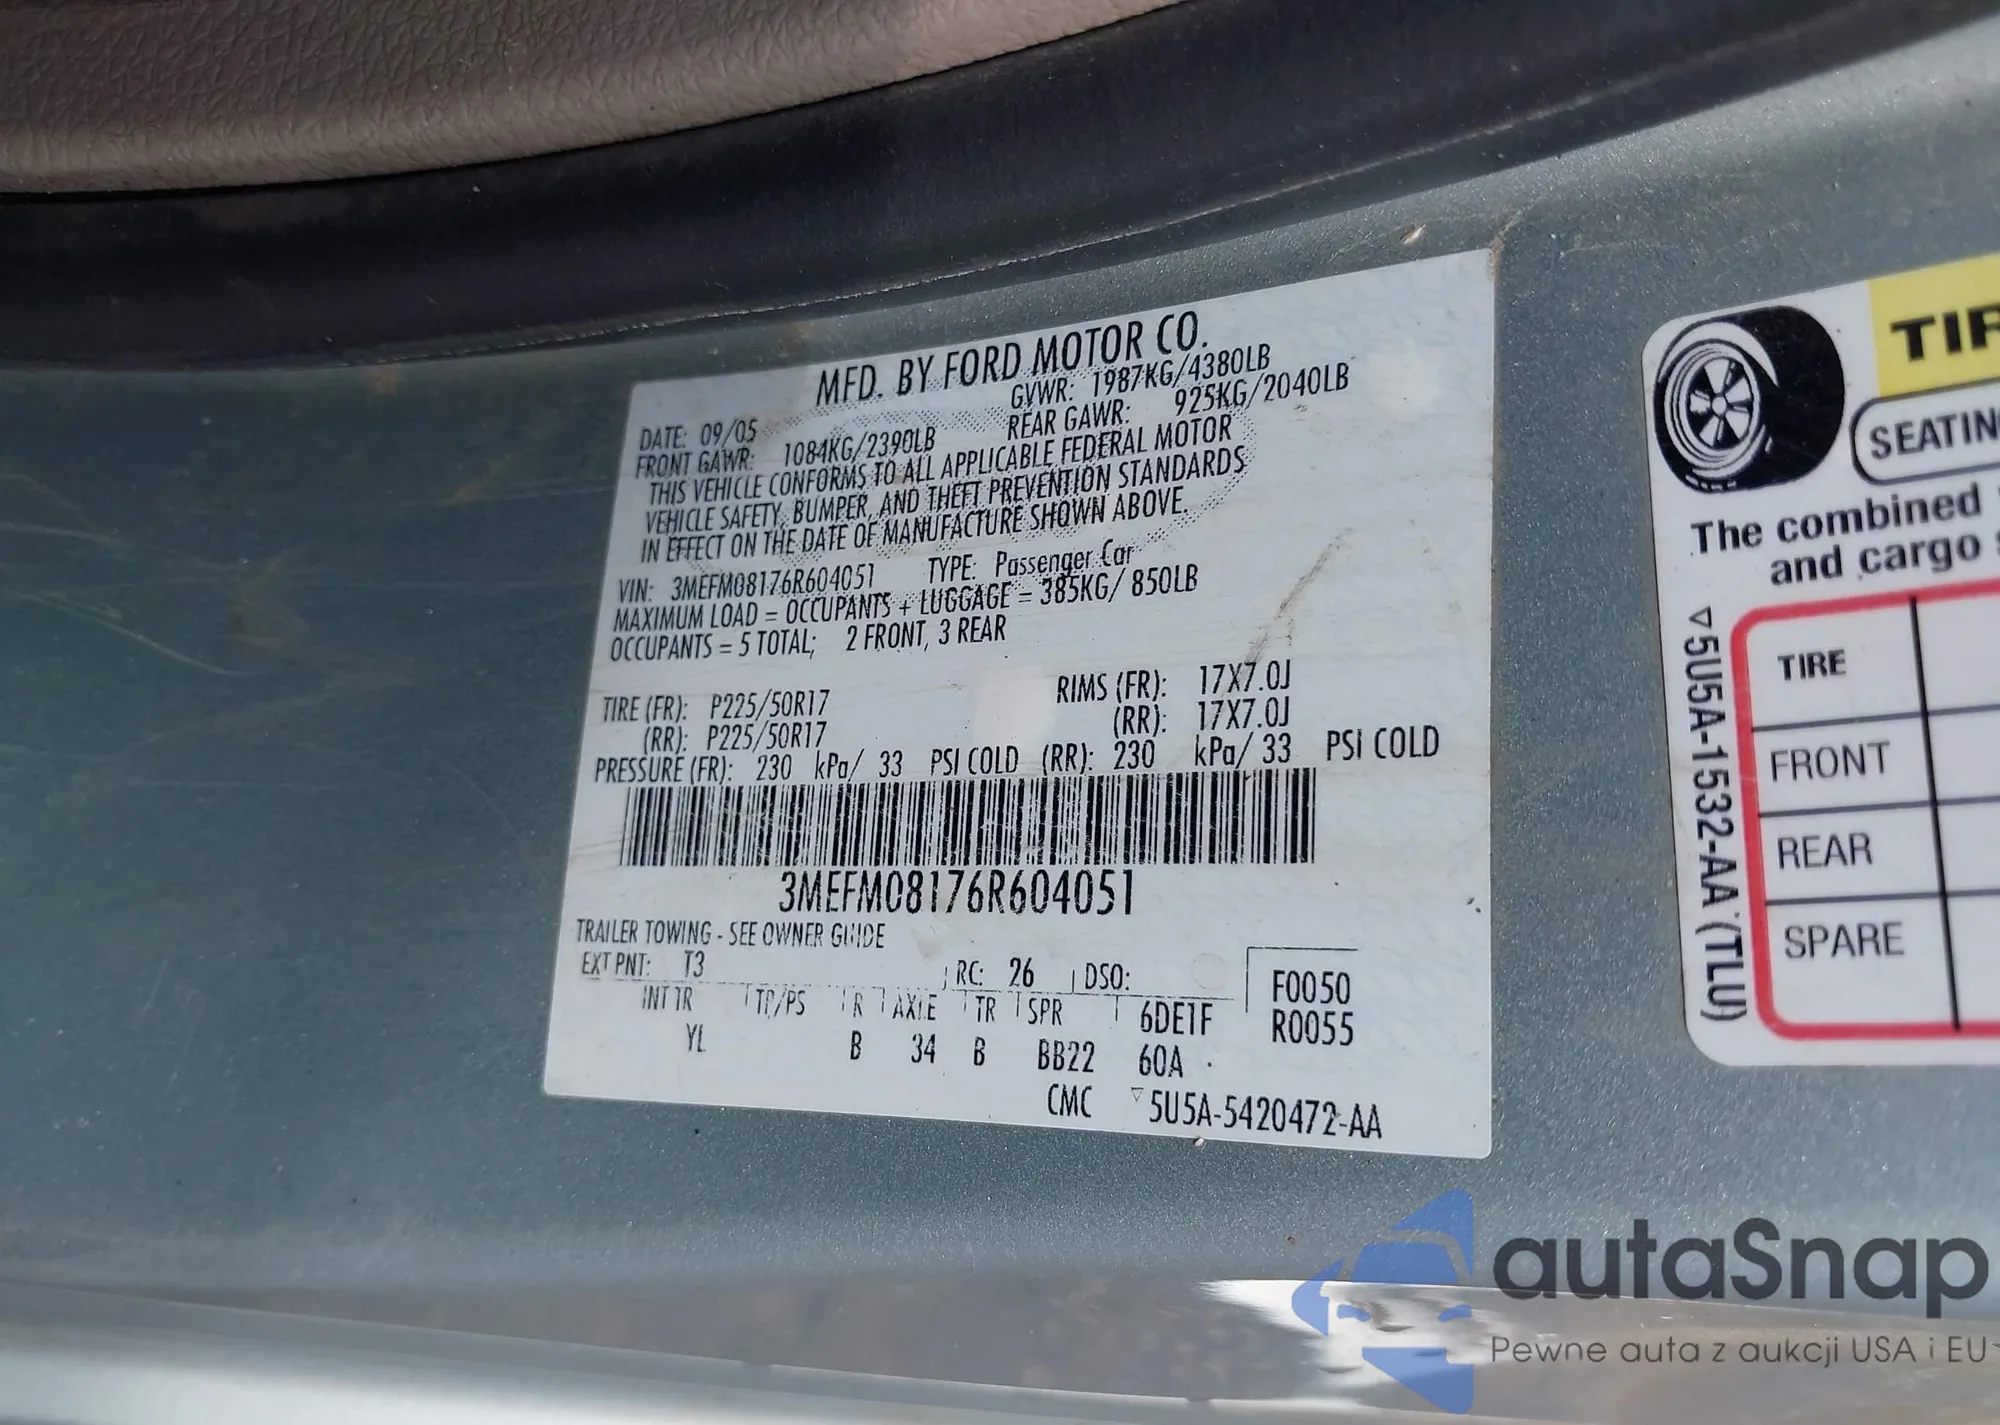 MFD. BY FORD MOTOR CO.
DATE: 09/05 GVWR: 1987KG/4380LB
FRONT GAWR: 1084KG/2390LB REAR GAWR: 925KG/2040LB
THIS VEHICLE CONFORMS TO ALL APPLICABLE FEDERAL MOTOR
VEHICLE SAFETY, BUMPER, AND THEFT PREVENTION STANDARDS
IN EFFECT ON THE DATE OF MANUFACTURE SHOWN ABOVE.
VIN: 3MEFM08176R604051 TYPE: Passenger Car
MAXIMUM LOAD = OCCUPANTS + LUGGAGE = 385KG/ 850LB
OCCUPANTS = 5 TOTAL; 2 FRONT, 3 REAR
TIRE (FR): P225/50R17 RIMS (FR): 17X7.0J
(RR): P225/50R17 (RR): 17X7.0J
PRESSURE (FR): 230 kPa/ 33 PSI COLD (RR): 230 kPa/ 33 PSI COLD
3MEFM08176R604051
TRAILER TOWING - SEE OWNER GUIDE
EXT PNT: T3 RC: 26 DSO: F0050
INT TR TP/PS R AXLE TR SPR 6DE1F R0055
YL B 34 B BB22 60A
CMC ▽ 5U5A-5420472-AA
TIR
SEATIN
The combined
and cargo
▽5U5A-1532-AA (TLU)
TIRE
FRONT
REAR
SPARE
autaSnap
Pewne auta z aukcji USA i EU